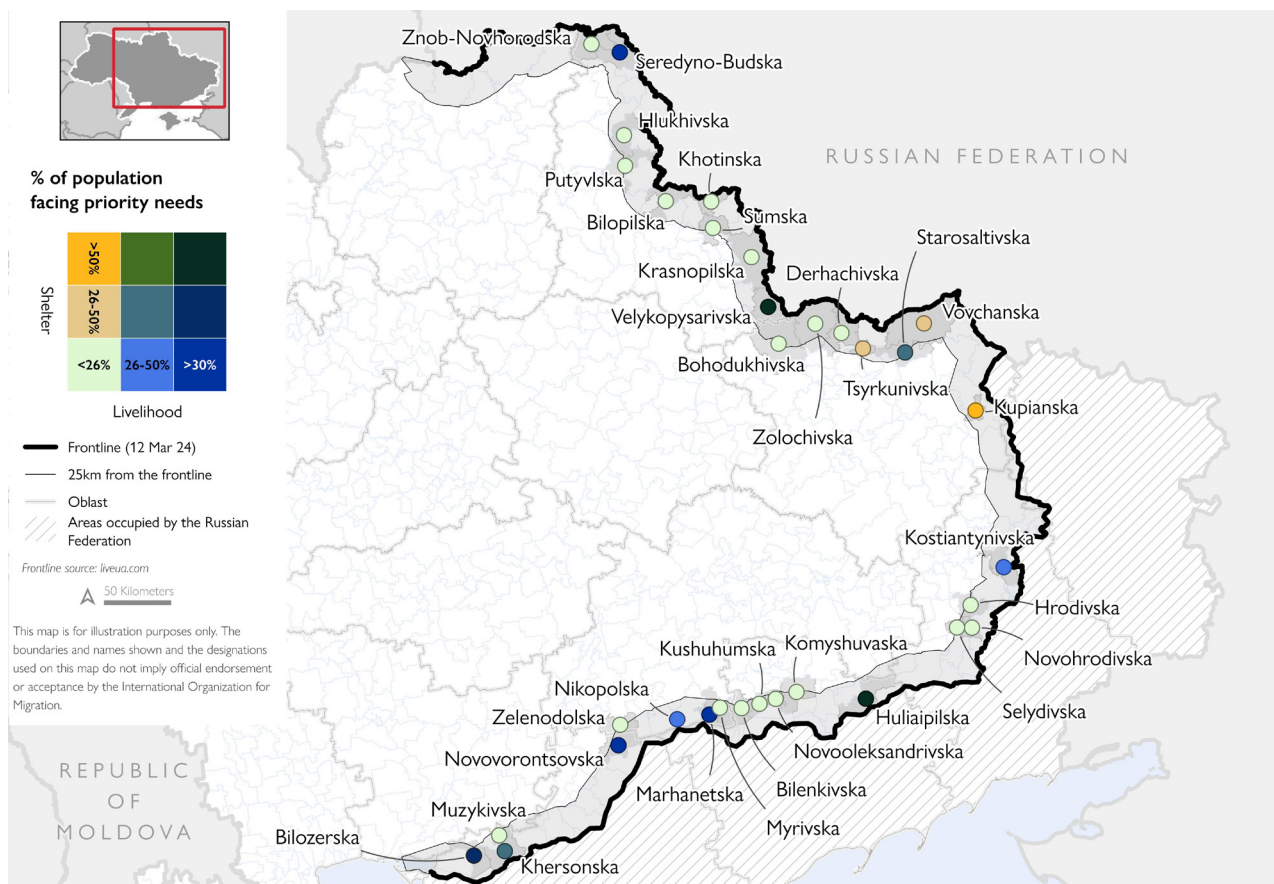 % of population
facing priority needs
>50%
26-50%
<26%
26-50%
>30%
Shelter
Livelihood
Frontline (12 Mar 24)
25km from the frontline
Oblast
Areas occupied by the Russian
Federation
Frontline source: liveua.com
50 Kilometers
This map is for illustration purposes only. The
boundaries and names shown and the designations
used on this map do not imply official endorsement
or acceptance by the International Organization for
Migration.
Znob-Novhorodska
Seredyno-Budska
Hlukhivska
Khotinska
RUSSIAN FEDERATION
Putyvlska
Bilopilska
Sumska
Starosaltivska
Krasnopilska
Derhachivska
Velykopysarivska
Vovchanska
Bohodukhivska
Tsyrkunivska
Kupianska
Zolochivska
Kostiantynivska
Hrodivska
Kushuhumska
Komyshuvaska
Novohrodivska
Nikopolska
Selydivska
Zelenodolska
Huliaipilska
Novovorontsovska
Novooleksandrivska
Marhanetska
Bilenkivska
Myrivska
REPUBLIC
OF
MOLDOVA
Muzykivska
Bilozerska
Khersonska